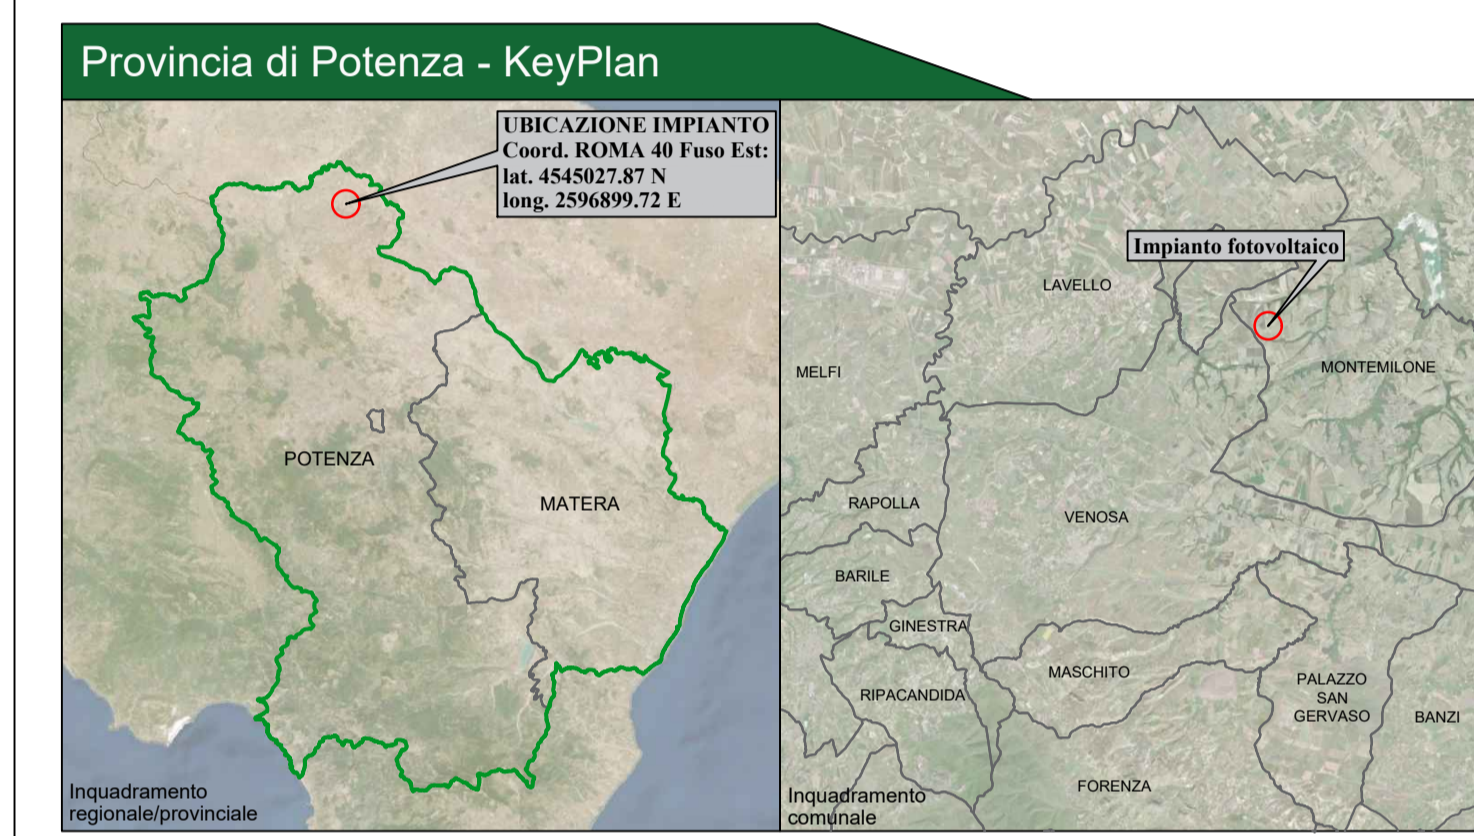 Provincia di Potenza - KeyPlan
UBICAZIONE IMPIANTO
Coord. ROMA 40 Fuso Est:
lat. 4545027.87 N
long. 2596899.72 E
POTENZA
MATERA
Inquadramento
regionale/provinciale
Impianto fotovoltaico
LAVELLO
MELFI
MONTEMILONE
RAPOLLA
VENOSA
BARILE
GINESTRA
MASCHITO
RIPACANDIDA
PALAZZO
SAN
GERVASO
BANZI
FORENZA
Inquadramento
comunale